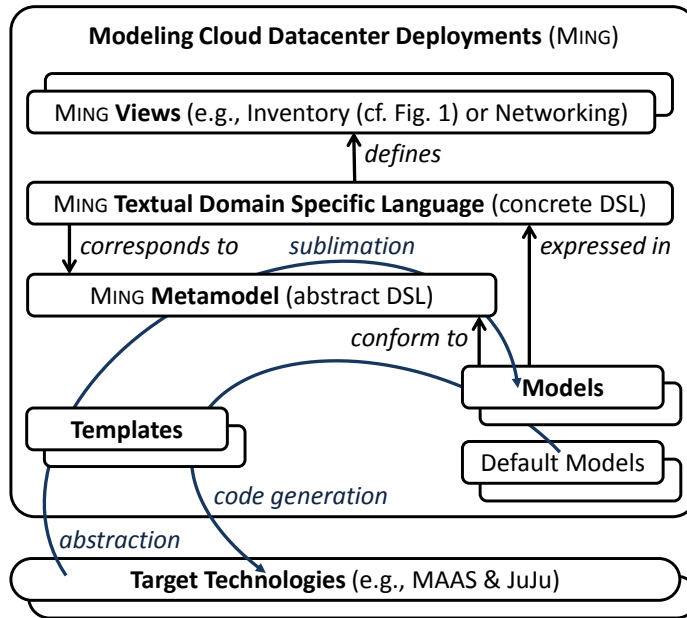 Modeling Cloud Datacenter Deployments (MING)
MING Views (e.g., Inventory (cf. Fig. 1) or Networking)
defines
MING Textual Domain Specific Language (concrete DSL)
corresponds to
sublimation
expressed in
MING Metamodel (abstract DSL)
conform to
Models
Templates
Default Models
code generation
abstraction
Target Technologies (e.g., MAAS & JuJu)